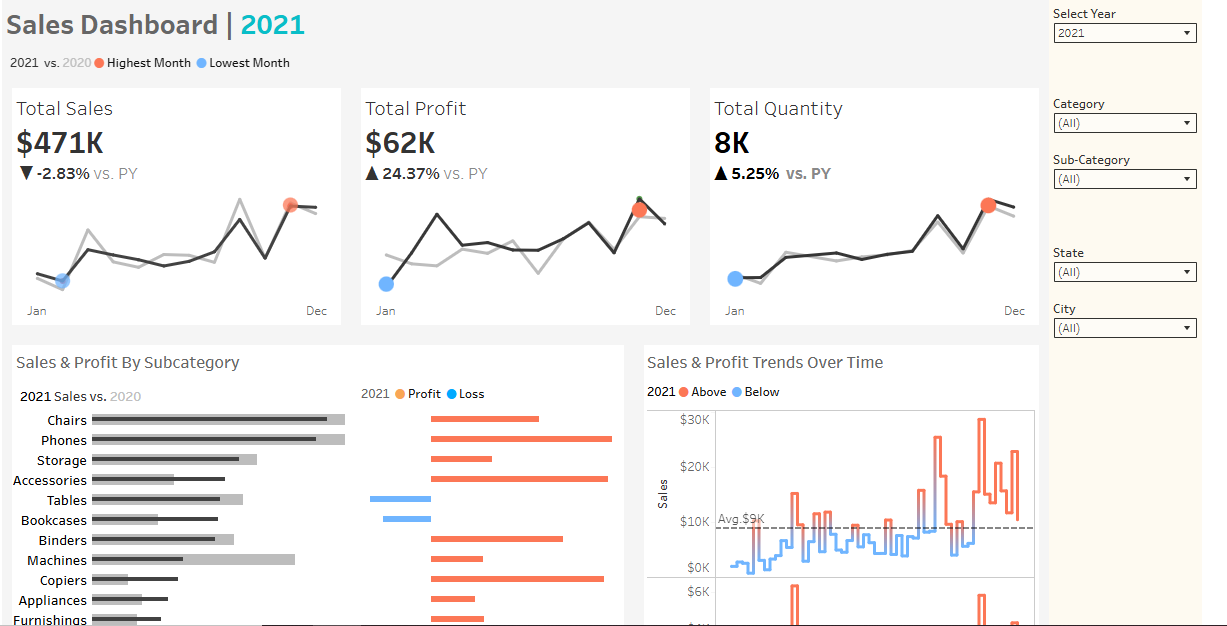 Sales Dashboard | 2021
2021 vs. 2020 Highest Month Lowest Month
Total Sales
$471K
▼ -2.83% vs. PY
Jan Dec
Total Profit
$62K
▲ 24.37% vs. PY
Jan Dec
Total Quantity
8K
▲ 5.25% vs. PY
Jan Dec
Sales & Profit By Subcategory
2021 Sales vs. 2020
2021 Profit Loss
Chairs
Phones
Storage
Accessories
Tables
Bookcases
Binders
Machines
Copiers
Appliances
Furnishings
Sales & Profit Trends Over Time
2021 Above Below
$30K
$20K
$10K
$0K
Sales
Avg.$9K
$6K
Select Year
2021
Category
(All)
Sub-Category
(All)
State
(All)
City
(All)